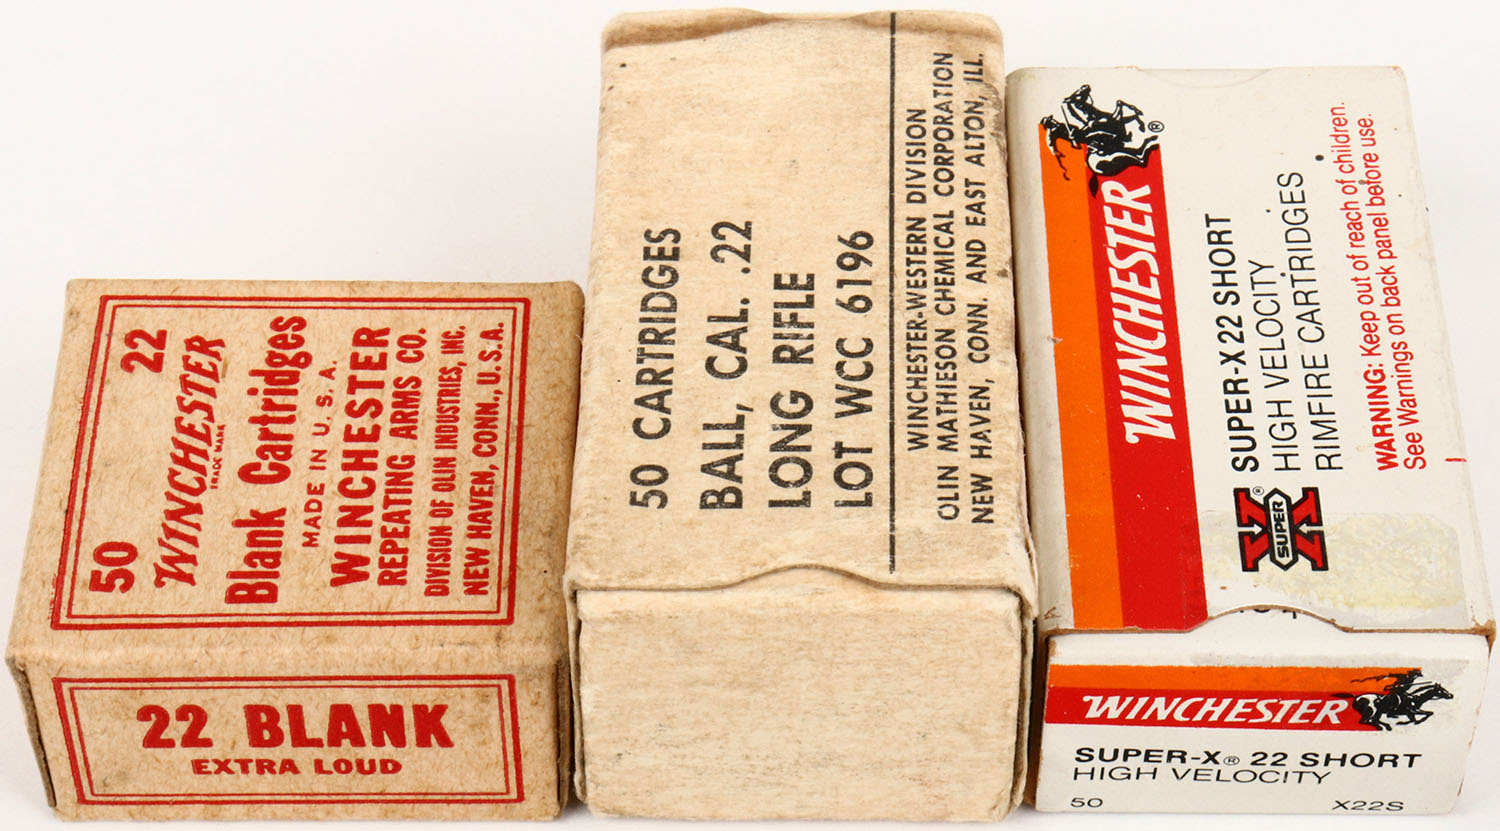 50 22
WINCHESTER
TRADE MARK
Blank Cartridges
MADE IN U. S. A.
WINCHESTER
REPEATING ARMS CO.
DIVISION OF OLIN INDUSTRIES, INC.
NEW HAVEN, CONN., U.S.A.
22 BLANK
EXTRA LOUD
50 CARTRIDGES
BALL, CAL. .22
LONG RIFLE
LOT WCC 6196
WINCHESTER-WESTERN DIVISION
OLIN MATHIESON CHEMICAL CORPORATION
NEW HAVEN, CONN. AND EAST ALTON, ILL.
®
WINCHESTER
SUPER-X 22 SHORT
HIGH VELOCITY
RIMFIRE CARTRIDGES
WARNING: Keep out of reach of children.
See Warnings on back panel before use.
X®
SUPER
WINCHESTER
SUPER-X® 22 SHORT
HIGH VELOCITY
50 X22S